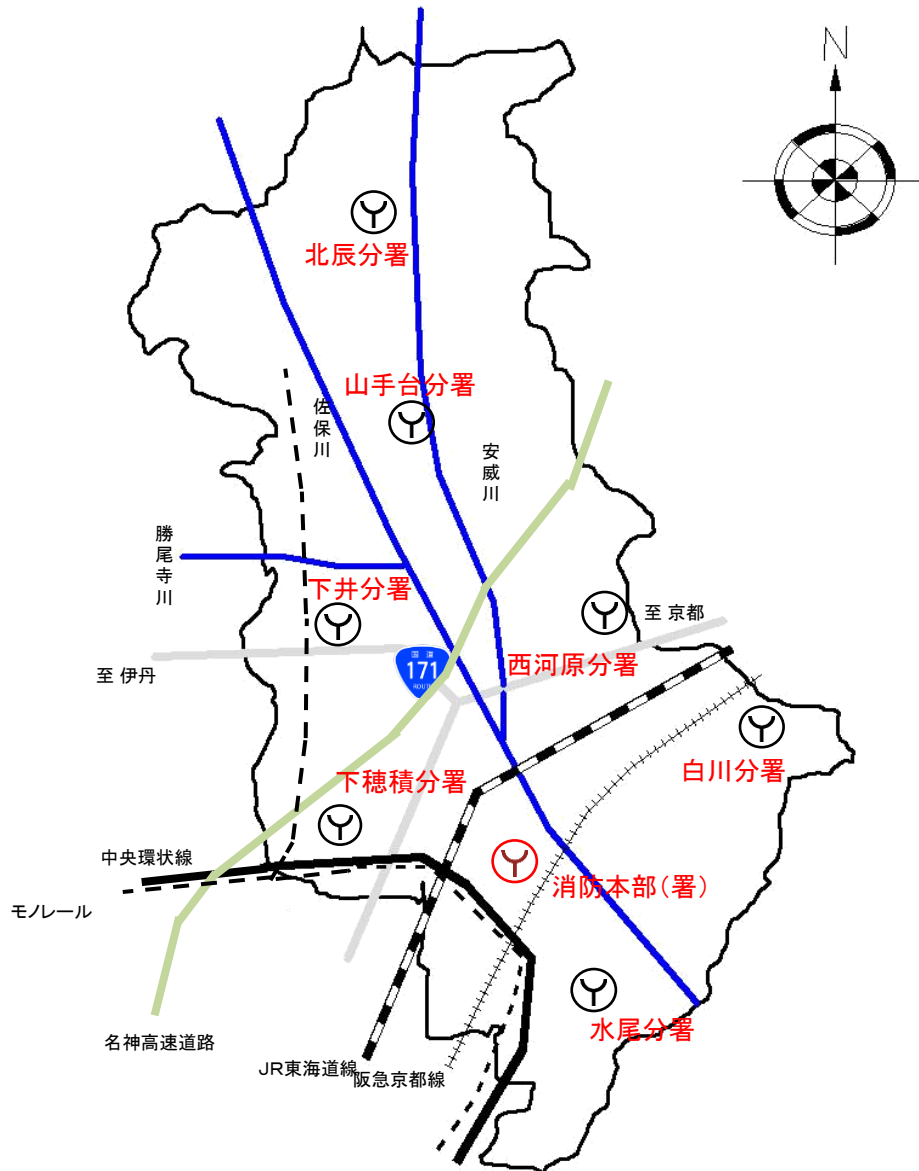 N
北辰分署
山手台分署
佐保川
安威川
勝尾寺川
下井分署
至 京都
国道
171
ROUTE
西河原分署
至 伊丹
白川分署
下穂積分署
中央環状線
消防本部（署）
モノレール
水尾分署
名神高速道路
JR東海道線
阪急京都線